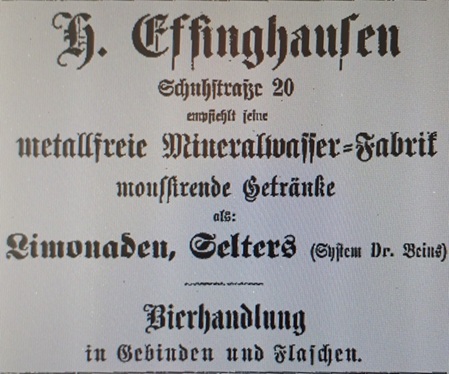 H. Effinghausen
Schuhstraße 20
empfiehlt seine
metallfreie Mineralwasser-Fabrik
moussirende Getränke
als:
Limonaden, Selters (System Dr. Beins)
Bierhandlung
in Gebinden und Flaschen.